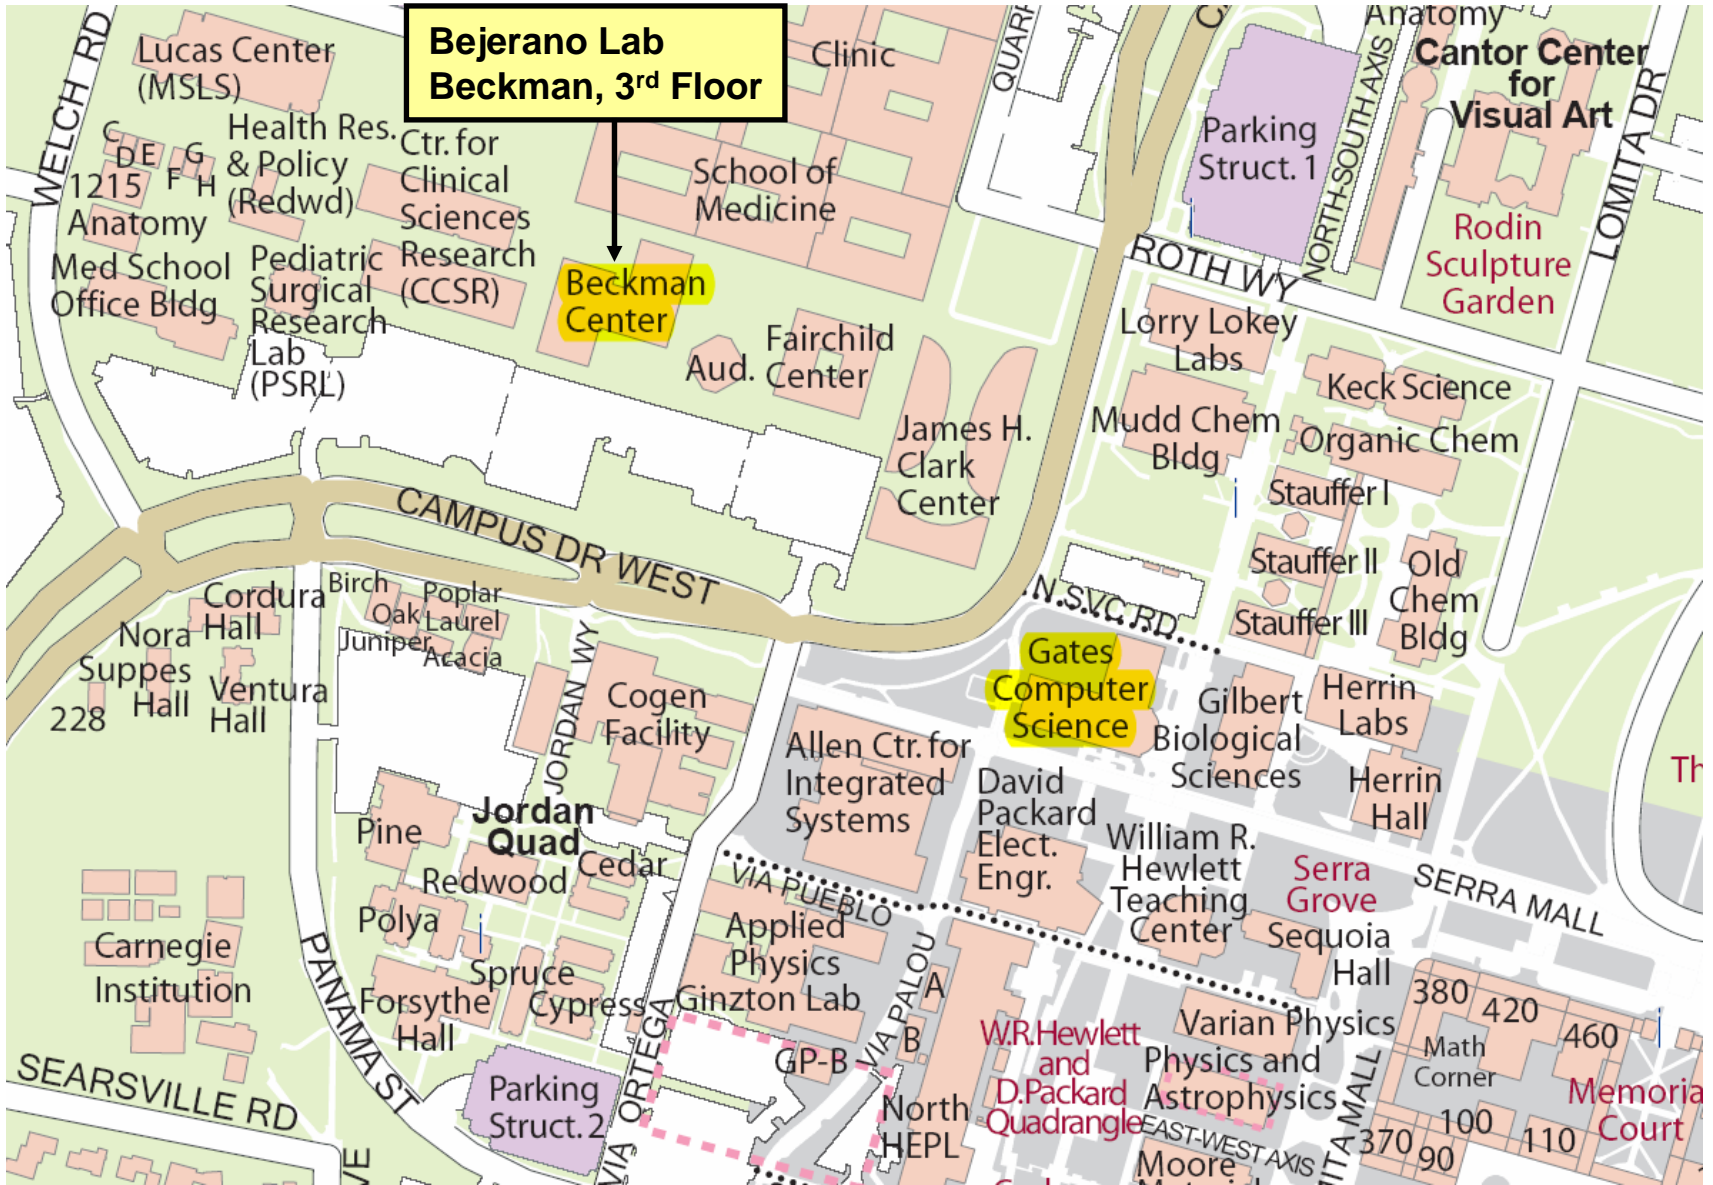 Bejerano Lab
Beckman, 3rd Floor
WELCH RD
Lucas Center
(MSLS)
Clinic
QUARR
Anatomy
Cantor Center
for
Visual Art
NORTH-SOUTH AXIS
LOMITA DR
Parking
Struct. 1
C
D E
F G
H
1215
Anatomy
Health Res.
& Policy
(Redwd)
Ctr. for
Clinical
Sciences
Research
(CCSR)
School of
Medicine
Rodin
Sculpture
Garden
ROTH WY
Med School
Office Bldg
Pediatric
Surgical
Research
Lab
(PSRL)
Beckman
Center
Aud.
Fairchild
Center
Lorry Lokey
Labs
Keck Science
Mudd Chem
Bldg
Organic Chem
James H.
Clark
Center
Stauffer I
Stauffer II
Stauffer III
Old
Chem
Bldg
CAMPUS DR WEST
N SVC RD
Birch
Poplar
Oak
Laurel
Juniper
Acacia
Cordura
Hall
Nora
Suppes
Hall
Ventura
Hall
228
JORDAN WY
Cogen
Facility
Gates
Computer
Science
Gilbert
Biological
Sciences
Herrin
Labs
Herrin
Hall
Th
Allen Ctr. for
Integrated
Systems
David
Packard
Elect.
Engr.
William R.
Hewlett
Teaching
Center
Serra
Grove
SERRA MALL
Sequoia
Hall
Pine
Jordan
Quad
Redwood
Cedar
Polya
Spruce
Cypress
Forsythe
Hall
Carnegie
Institution
PANAMA ST
VIA PUEBLO
Applied
Physics
Ginzton Lab
VIA PALOU
A
B
GP-B
North
HEPL
W.R.Hewlett
and
D.Packard
Quadrangle
Varian Physics
Physics and
Astrophysics
EAST-WEST AXIS
Moore
380
420
460
Math
Corner
100
110
370
90
Memoria
Court
MITA MALL
SEARSVILLE RD
Parking
Struct. 2
VIA ORTEGA
VE